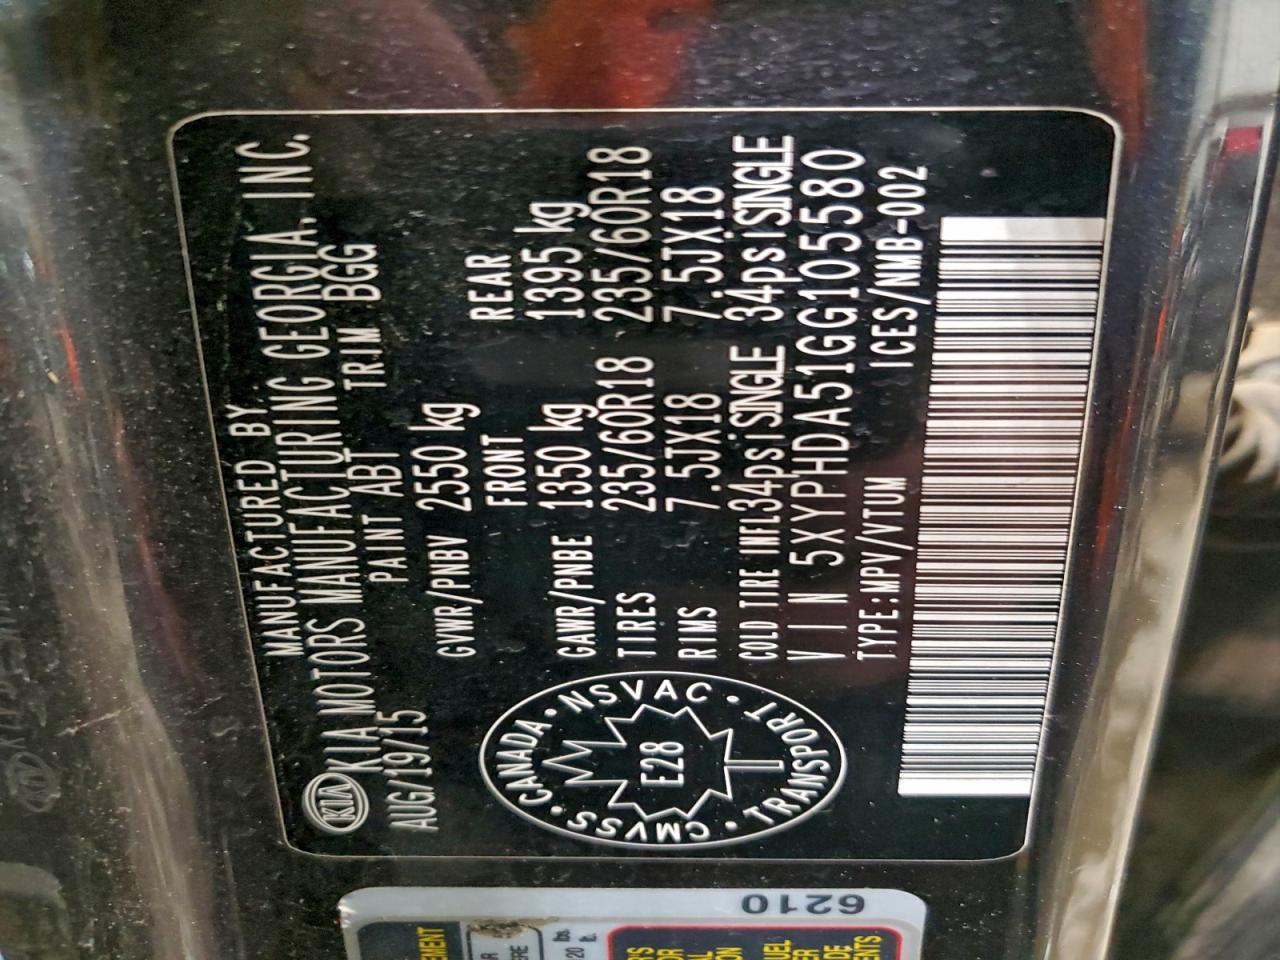 MANUFACTURED BY
KIA KIA MOTORS MANUFACTURING GEORGIA, INC.
AUG/19/15 PAINT ABT TRIM BGG
GVWR/PNBV 2550 kg
FRONT REAR
GAWR/PNBE 1350 kg 1395 kg
TIRES 235/60R18 235/60R18
RIMS 7.5JX18 7.5JX18
COLD TIRE INFL 34psi SINGLE 34psi SINGLE
VIN 5XYPHDA51GG105580
TYPE:MPV/VTUM ICES/NMB-002
CANADA · NSVAC · TRANSPORT · CMVSS ·
E28
T
6210